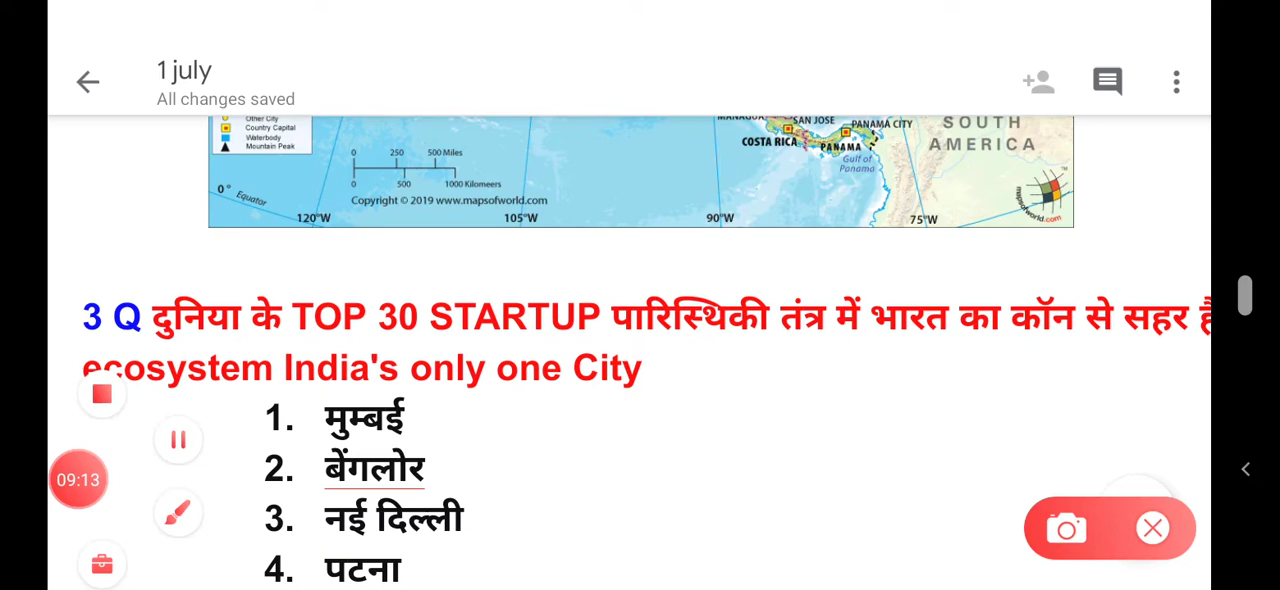 1 july
All changes saved
Other City
Country Capital
Waterbody
Mountain Peak
SAN JOSE
PANAMA CITY
SOUTH
AMERICA
COSTA RICA
PANAMA
Gulf of
Panama
0 250 500 Miles
0 500 1000 Kilomeers
Copyright © 2019 www.mapsofworld.com
0° Equator
120°W 105°W 90°W 75°W
mapsofworld.com
3 Q दुनिया के TOP 30 STARTUP पारिस्थिकी तंत्र में भारत का कॉन से सहर है
ecosystem India's only one City
1. मुम्बई
2. बेंगलोर
3. नई दिल्ली
4. पटना
09:13